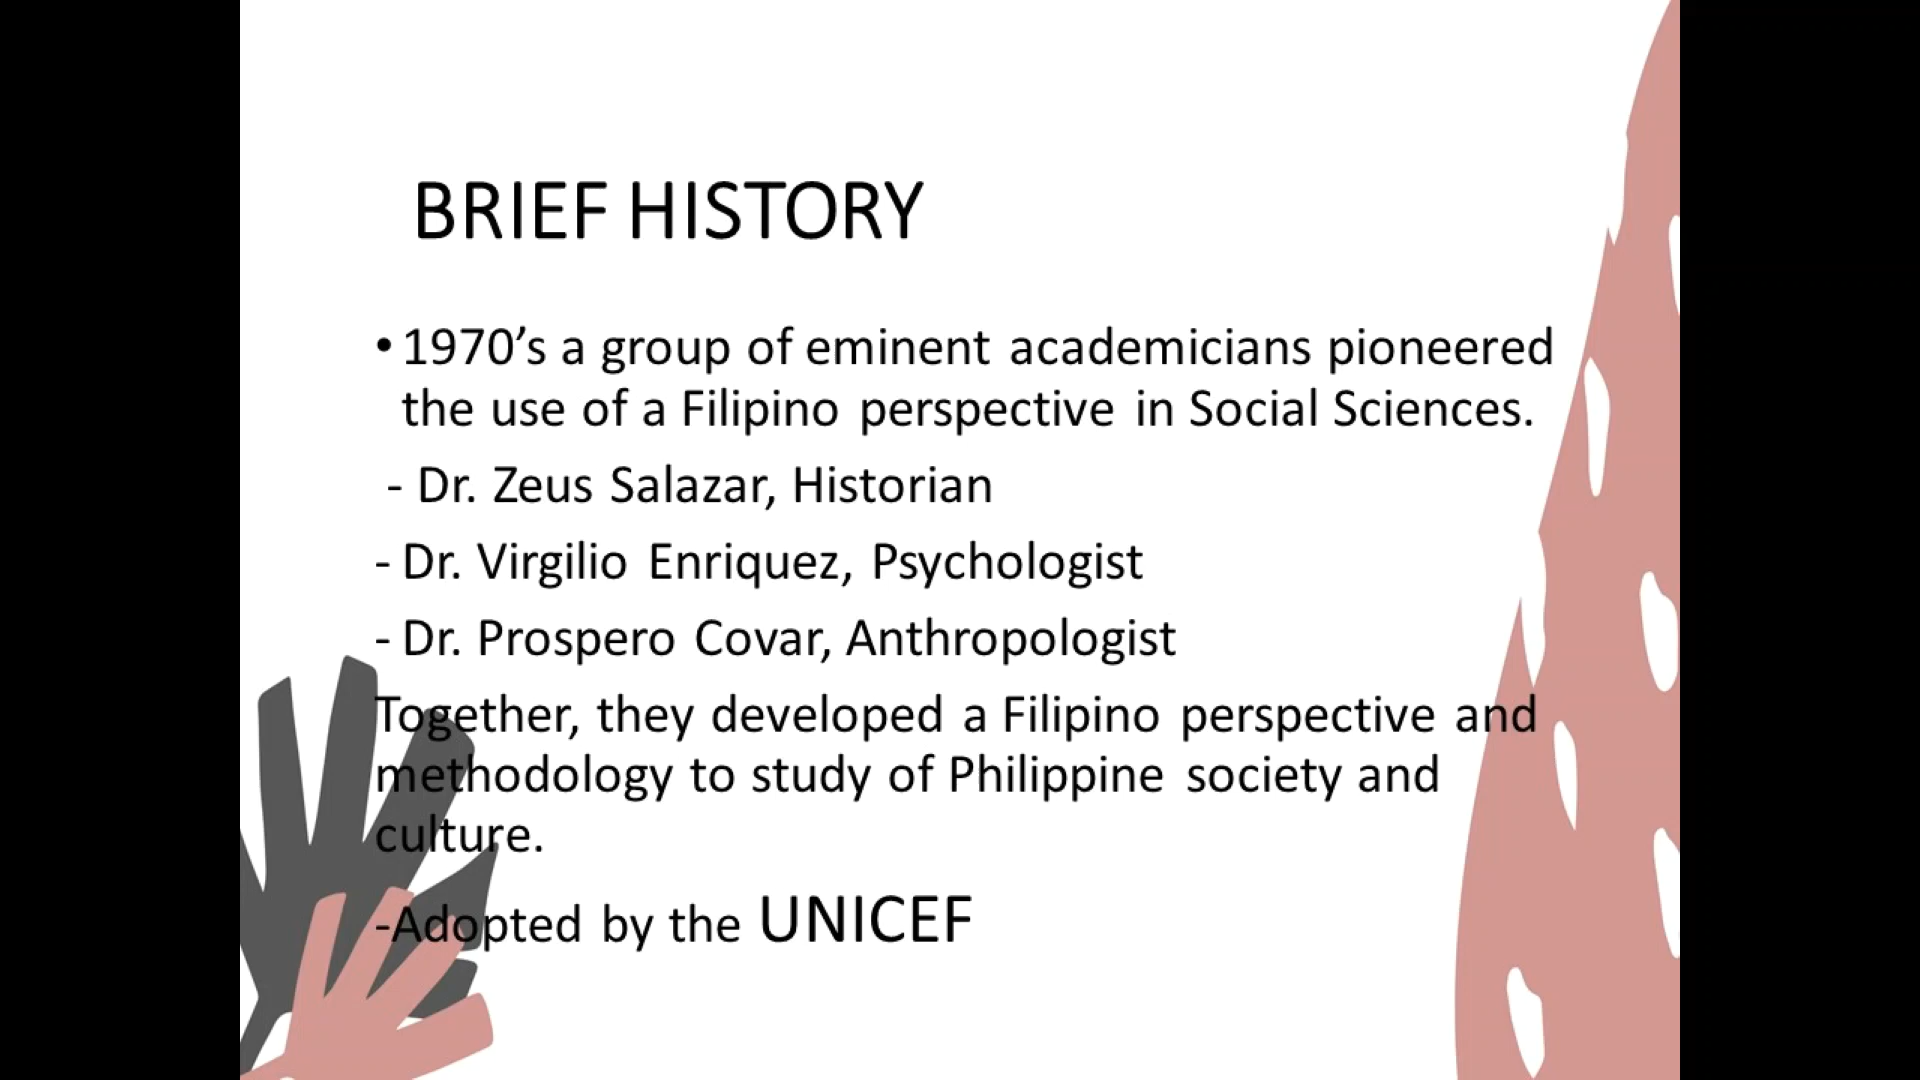 BRIEF HISTORY
• 1970’s a group of eminent academicians pioneered
the use of a Filipino perspective in Social Sciences.
- Dr. Zeus Salazar, Historian
- Dr. Virgilio Enriquez, Psychologist
- Dr. Prospero Covar, Anthropologist
Together, they developed a Filipino perspective and
methodology to study of Philippine society and
culture.
-Adopted by the UNICEF